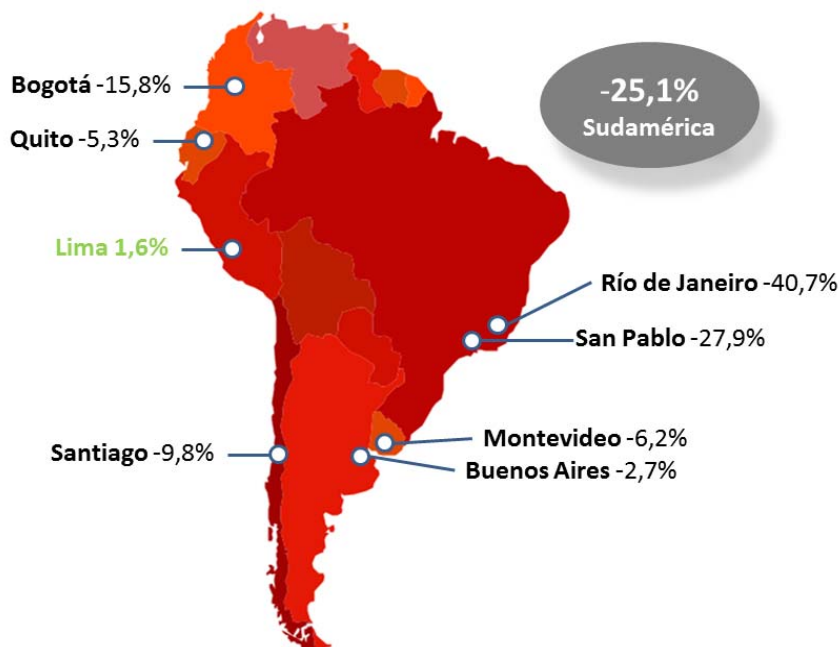 Bogotá -15,8%
Quito -5,3%
Lima 1,6%
Santiago -9,8%
-25,1%
Sudamérica
Río de Janeiro -40,7%
San Pablo -27,9%
Montevideo -6,2%
Buenos Aires -2,7%